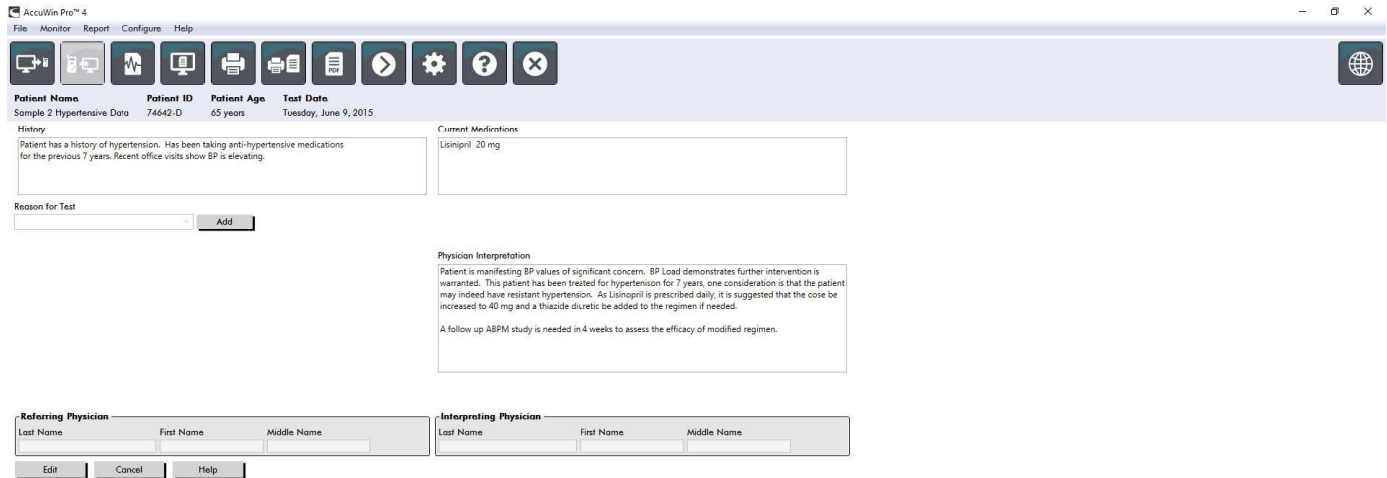 AccuWin Pro™ 4
File Monitor Report Configure Help
PDF
Patient Name Patient ID Patient Age Test Date
Sample 2 Hypertensive Data 74642-D 65 years Tuesday, June 9, 2015
History
Patient has a history of hypertension. Has been taking anti-hypertensive medications
for the previous 7 years. Recent office visits show BP is elevating.
Current Medications
Lisinipril 20 mg
Reason for Test
Add
Physician Interpretation
Patient is manifesting BP values of significant concern. BP Load demonstrates further intervention is
warranted. This patient has been treated for hypertenison for 7 years, one consideration is that the patient
may indeed have resistant hypertension. As Lisinopril is prescribed daily, it is suggested that the cose be
increased to 40 mg and a thiazide diuretic be added to the regimen if needed.
A follow up ABPM study is needed in 4 weeks to assess the efficacy of modified regimen.
Referring Physician
Last Name First Name Middle Name
Interpreting Physician
Last Name First Name Middle Name
Edit Cancel Help